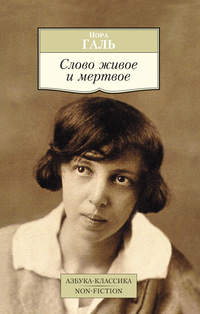 Нора
ГАЛЬ
Слово живое
и мертвое
АЗБУКА-КЛАССИКА
NON-FICTION